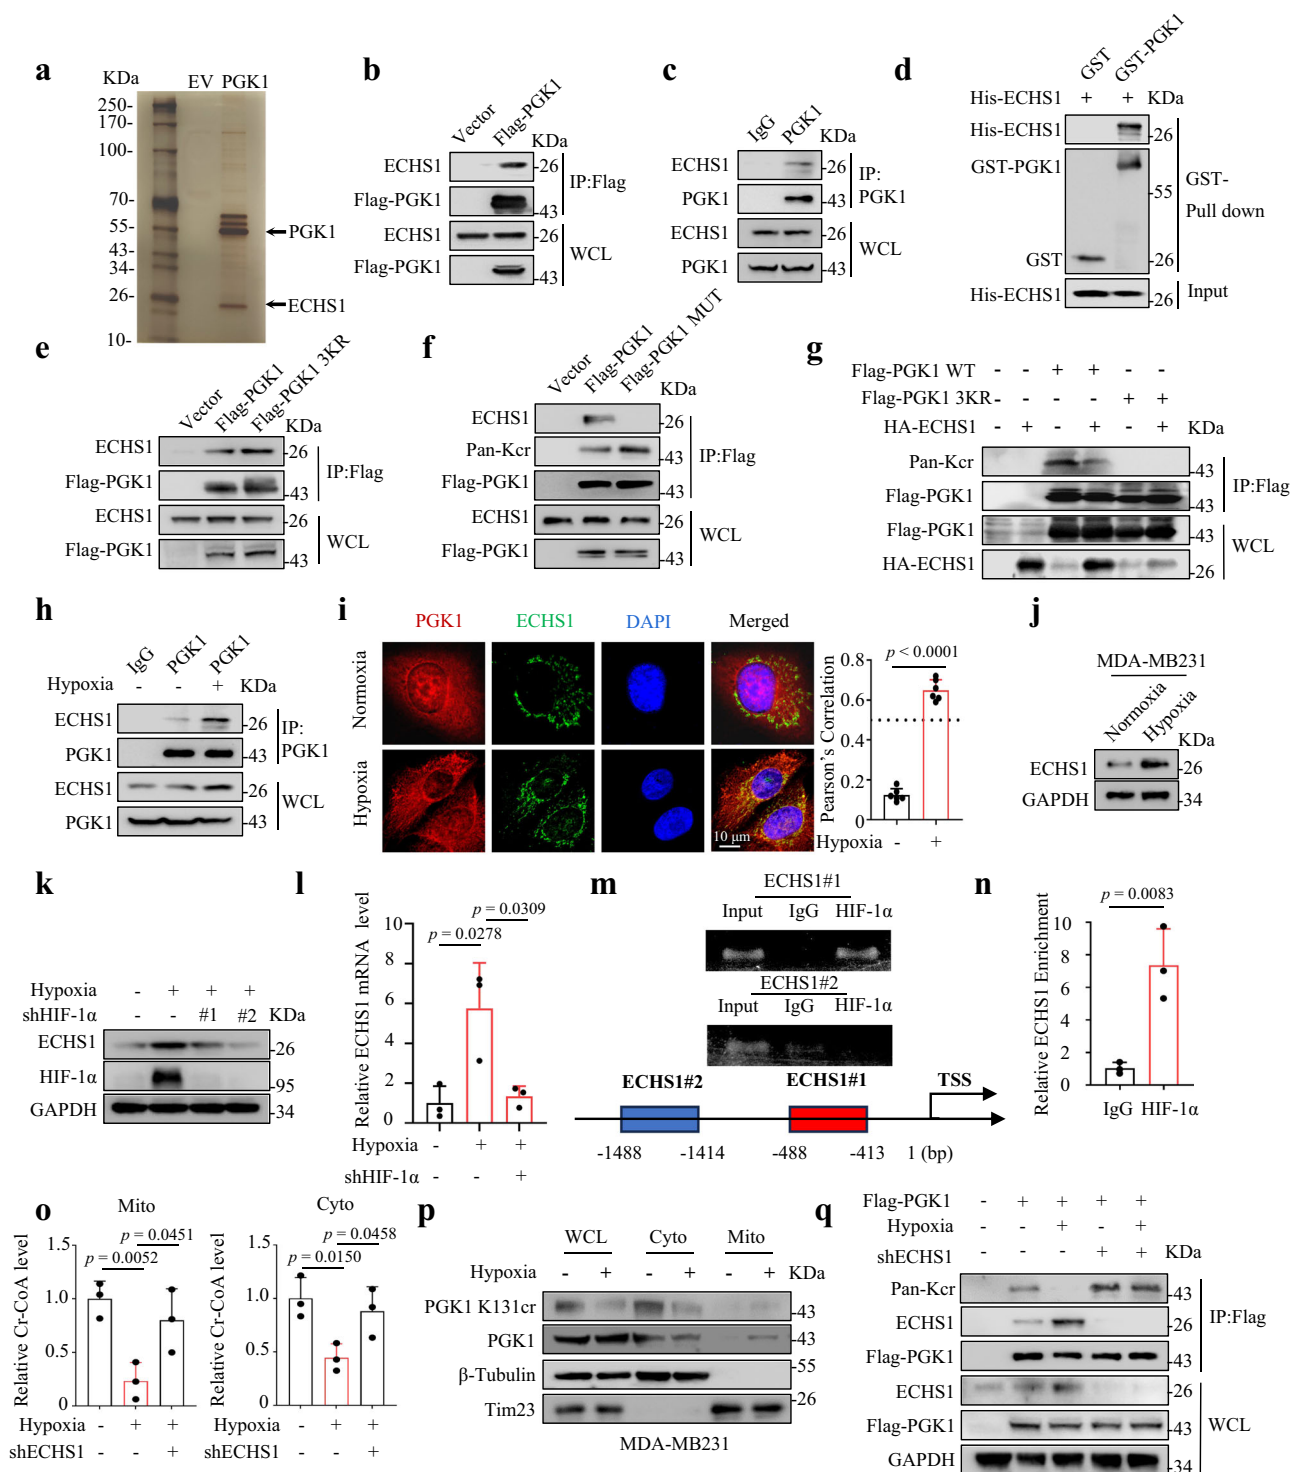 a
KDa
EV PGK1
250-
170-
100-
70-
55-
43-
34-
26-
10-
PGK1
ECHS1
b
Vector
Flag-PGK1
KDa
ECHS1 -26
Flag-PGK1 -43
IP:Flag
ECHS1 -26
Flag-PGK1 -43
WCL
c
IgG
PGK1
KDa
ECHS1 -26
PGK1 -43
IP:
PGK1
ECHS1 -26
PGK1 -43
WCL
d
GST
GST-PGK1
His-ECHS1 + + KDa
His-ECHS1 -26
GST-PGK1
-55
GST -26
GST-
Pull down
His-ECHS1 -26
Input
e
Vector
Flag-PGK1
Flag-PGK1 3KR
KDa
ECHS1 -26
Flag-PGK1 -43
IP:Flag
ECHS1 -26
Flag-PGK1 -43
WCL
f
Vector
Flag-PGK1
Flag-PGK1 MUT
KDa
ECHS1 -26
Pan-Kcr -43
Flag-PGK1 -43
IP:Flag
ECHS1 -26
Flag-PGK1 -43
WCL
g
Flag-PGK1 WT - - + + - -
Flag-PGK1 3KR - - - - + +
HA-ECHS1 - + - + - + KDa
Pan-Kcr -43
Flag-PGK1 -43
IP:Flag
Flag-PGK1 -43
HA-ECHS1 -26
WCL
h
IgG
PGK1
PGK1
Hypoxia - - + KDa
ECHS1 -26
PGK1 -43
IP:
PGK1
ECHS1 -26
PGK1 -43
WCL
i
PGK1 ECHS1 DAPI Merged
Normoxia
Hypoxia
10 μm
p < 0.0001
Pearson's Correlation
0.8
0.6
0.4
0.2
0
Hypoxia - +
j
MDA-MB231
Normoxia
Hypoxia
KDa
ECHS1 -26
GAPDH -34
k
Hypoxia - + + +
shHIF-1α - - #1 #2 KDa
ECHS1 -26
HIF-1α -95
GAPDH -34
l
Relative ECHS1 mRNA level
p = 0.0309
p = 0.0278
10
8
6
4
2
0
Hypoxia - + +
shHIF-1α - - +
m
ECHS1#1
Input IgG HIF-1α
ECHS1#2
Input IgG HIF-1α
ECHS1#2 ECHS1#1 TSS
-1488 -1414 -488 -413 1 (bp)
n
Relative ECHS1 Enrichment
p = 0.0083
10
8
6
4
2
0
IgG HIF-1α
o
Mito
Relative Cr-CoA level
p = 0.0451
p = 0.0052
1.5
1.0
0.5
0
Hypoxia - + +
shECHS1 - - +
Cyto
Relative Cr-CoA level
p = 0.0458
p = 0.0150
1.5
1.0
0.5
0
Hypoxia - + +
shECHS1 - - +
p
WCL Cyto Mito
Hypoxia - + - + - + KDa
PGK1 K131cr -43
PGK1 -43
β-Tubulin -55
Tim23 -26
MDA-MB231
q
Flag-PGK1 - + + + +
Hypoxia - - + - +
shECHS1 - - - + + KDa
Pan-Kcr -43
ECHS1 -26
Flag-PGK1 -43
IP:Flag
ECHS1 -26
Flag-PGK1 -43
GAPDH -34
WCL